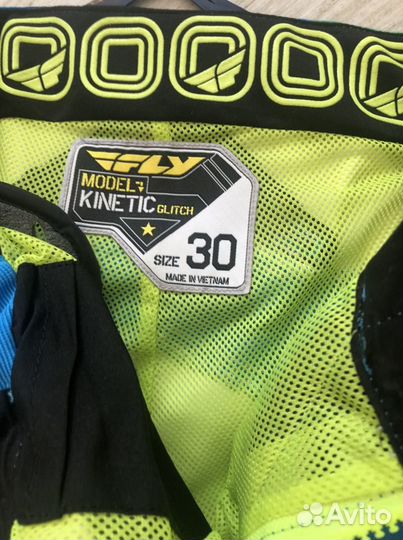 FLY
MODEL:
KINETIC GLITCH
SIZE 30
MADE IN VIETNAM
Avito